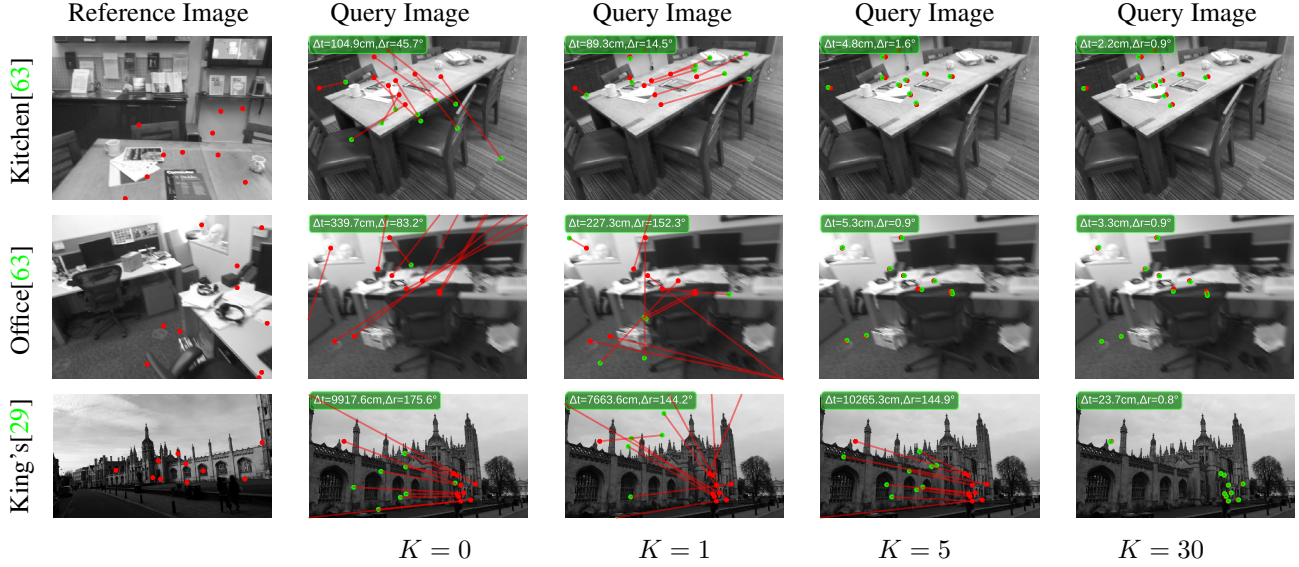 Reference Image Query Image Query Image Query Image Query Image
Kitchen[63]
Δt=104.9cm,Δr=45.7° Δt=89.3cm,Δr=14.5° Δt=4.8cm,Δr=1.6° Δt=2.2cm,Δr=0.9°
Office[63]
Δt=339.7cm,Δr=83.2° Δt=227.3cm,Δr=152.3° Δt=5.3cm,Δr=0.9° Δt=3.3cm,Δr=0.9°
King's[29]
Δt=9917.6cm,Δr=175.6° Δt=7663.6cm,Δr=144.2° Δt=10265.3cm,Δr=144.9° Δt=23.7cm,Δr=0.8°
K = 0 K = 1 K = 5 K = 30